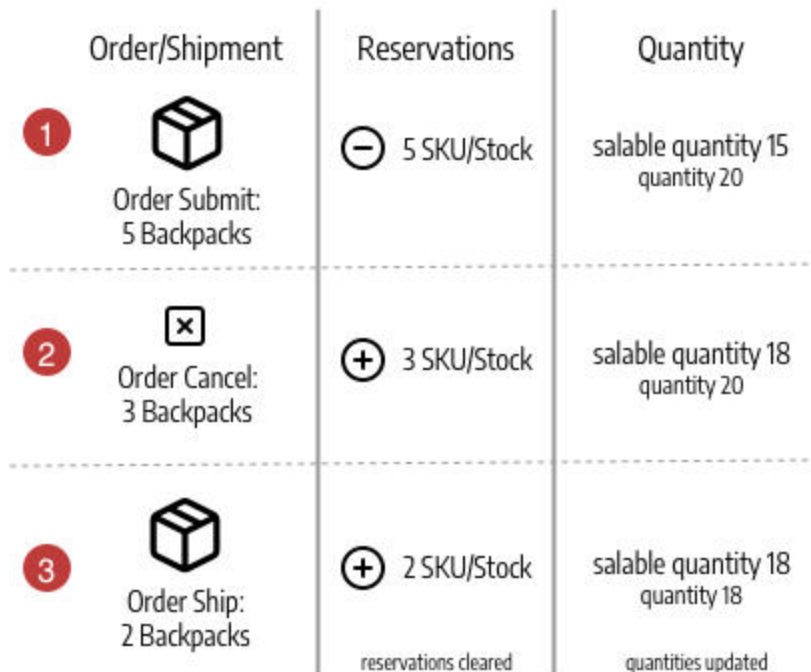 Order/Shipment
Reservations
Quantity
1
Order Submit:
5 Backpacks
5 SKU/Stock
salable quantity 15
quantity 20
2
Order Cancel:
3 Backpacks
3 SKU/Stock
salable quantity 18
quantity 20
3
Order Ship:
2 Backpacks
2 SKU/Stock
reservations cleared
salable quantity 18
quantity 18
quantities updated